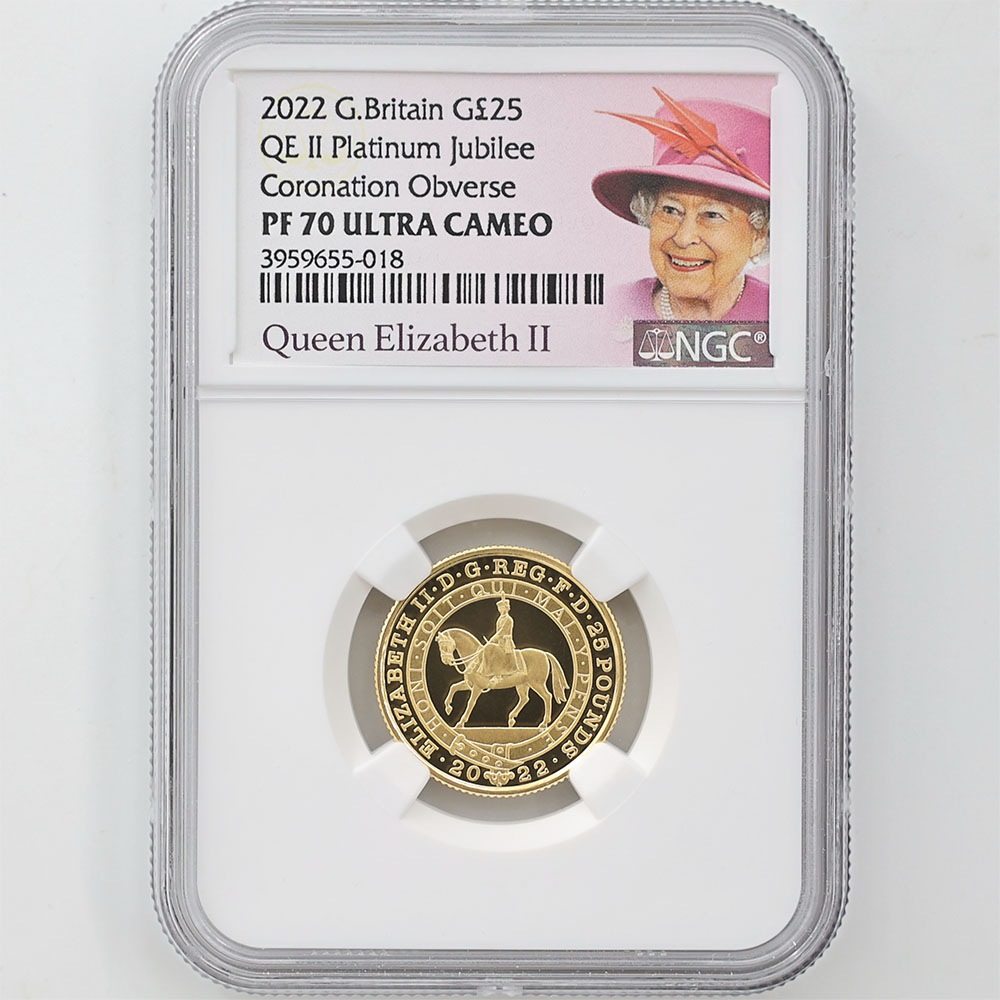 2022 G.Britain G£25
QE II Platinum Jubilee
Coronation Obverse
PF 70 ULTRA CAMEO
3959655-018
Queen Elizabeth II
NGC®
ELIZABETH II·D·G·REG·F·D·25 POUNDS·
HONI·SOIT·QUI·MAL·Y·PENSE
·2022·